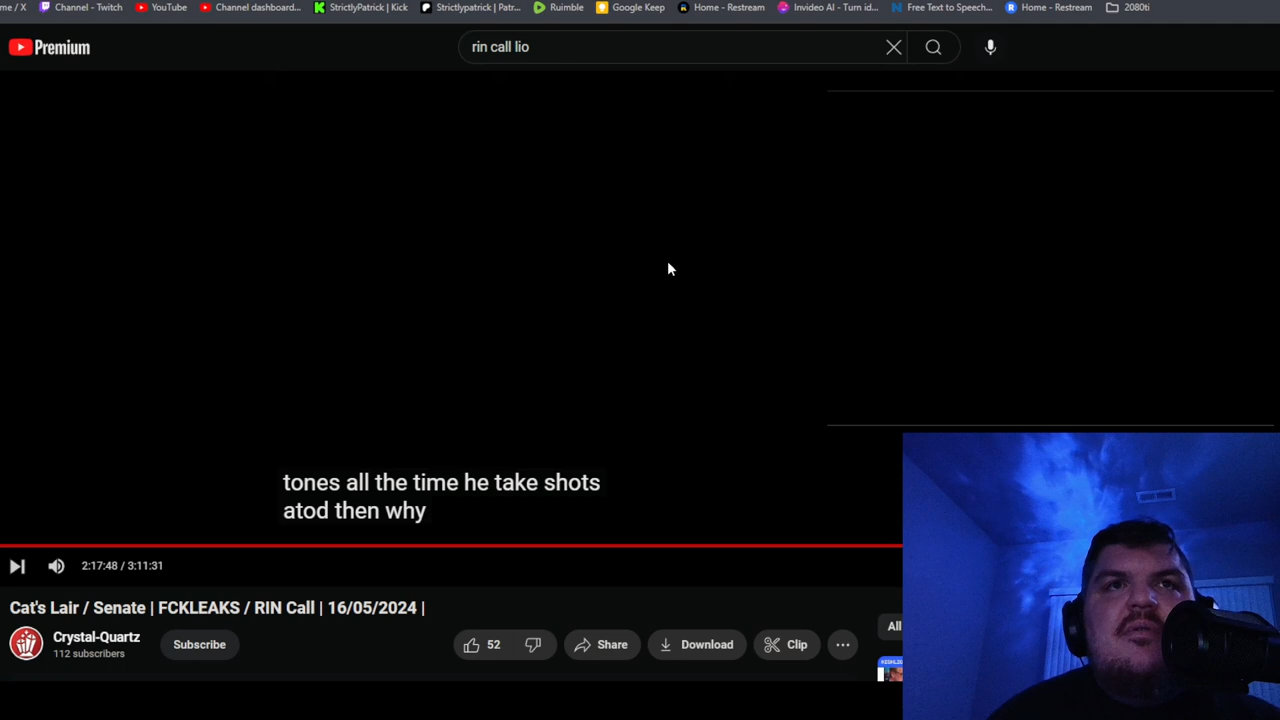 me / X Channel - Twitch YouTube Channel dashboard... StrictlyPatrick | Kick Strictlypatrick | Patr... Rumble Google Keep Home - Restream Invideo AI - Turn id... Free Text to Speech... Home - Restream 2080ti
Premium rin call lio
tones all the time he take shots
atod then why
2:17:48 / 3:11:31
Cat's Lair / Senate | FCKLEAKS / RIN Call | 16/05/2024 |
All
Crystal-Quartz
112 subscribers
Subscribe 52 Share Download Clip